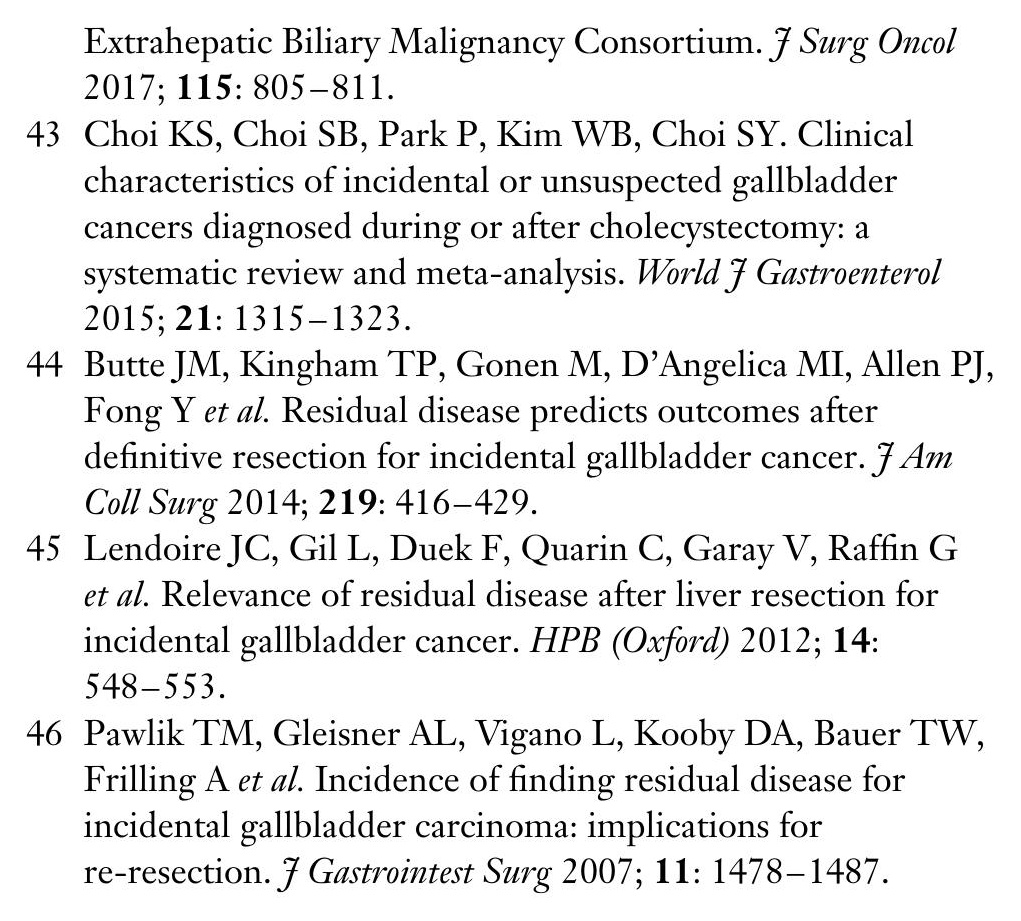 Extrahepatic Biliary Malignancy Consortium. J Surg Oncol
2017; 115: 805–811.
43 Choi KS, Choi SB, Park P, Kim WB, Choi SY. Clinical
characteristics of incidental or unsuspected gallbladder
cancers diagnosed during or after cholecystectomy: a
systematic review and meta-analysis. World J Gastroenterol
2015; 21: 1315–1323.
44 Butte JM, Kingham TP, Gonen M, D’Angelica MI, Allen PJ,
Fong Y et al. Residual disease predicts outcomes after
definitive resection for incidental gallbladder cancer. J Am
Coll Surg 2014; 219: 416–429.
45 Lendoire JC, Gil L, Duek F, Quarin C, Garay V, Raffin G
et al. Relevance of residual disease after liver resection for
incidental gallbladder cancer. HPB (Oxford) 2012; 14:
548–553.
46 Pawlik TM, Gleisner AL, Vigano L, Kooby DA, Bauer TW,
Frilling A et al. Incidence of finding residual disease for
incidental gallbladder carcinoma: implications for
re-resection. J Gastrointest Surg 2007; 11: 1478–1487.